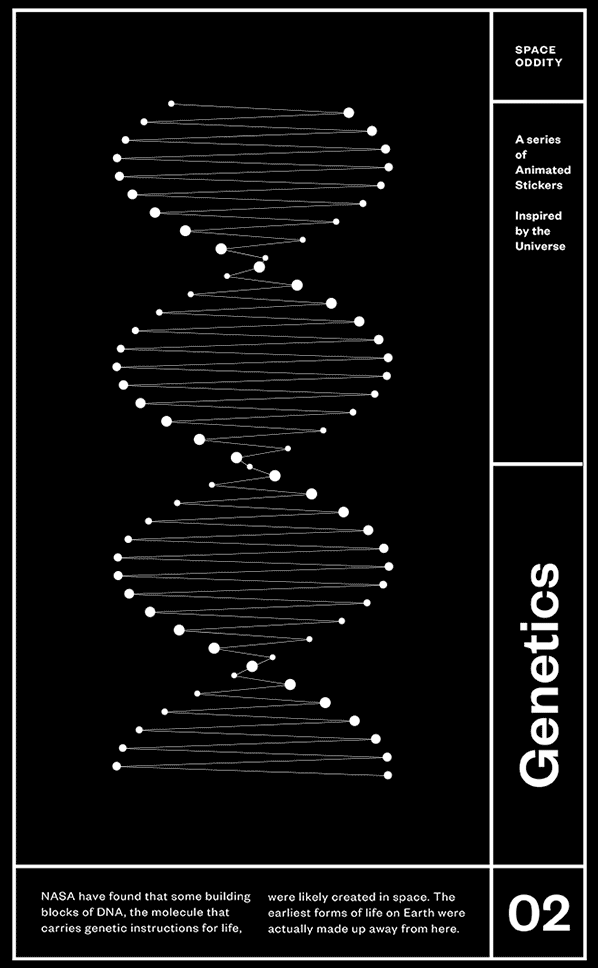 SPACE
ODDITY
A series
of
Animated
Stickers
Inspired
by the
Universe
Genetics
NASA have found that some building
blocks of DNA, the molecule that
carries genetic instructions for life,
were likely created in space. The
earliest forms of life on Earth were
actually made up away from here.
02